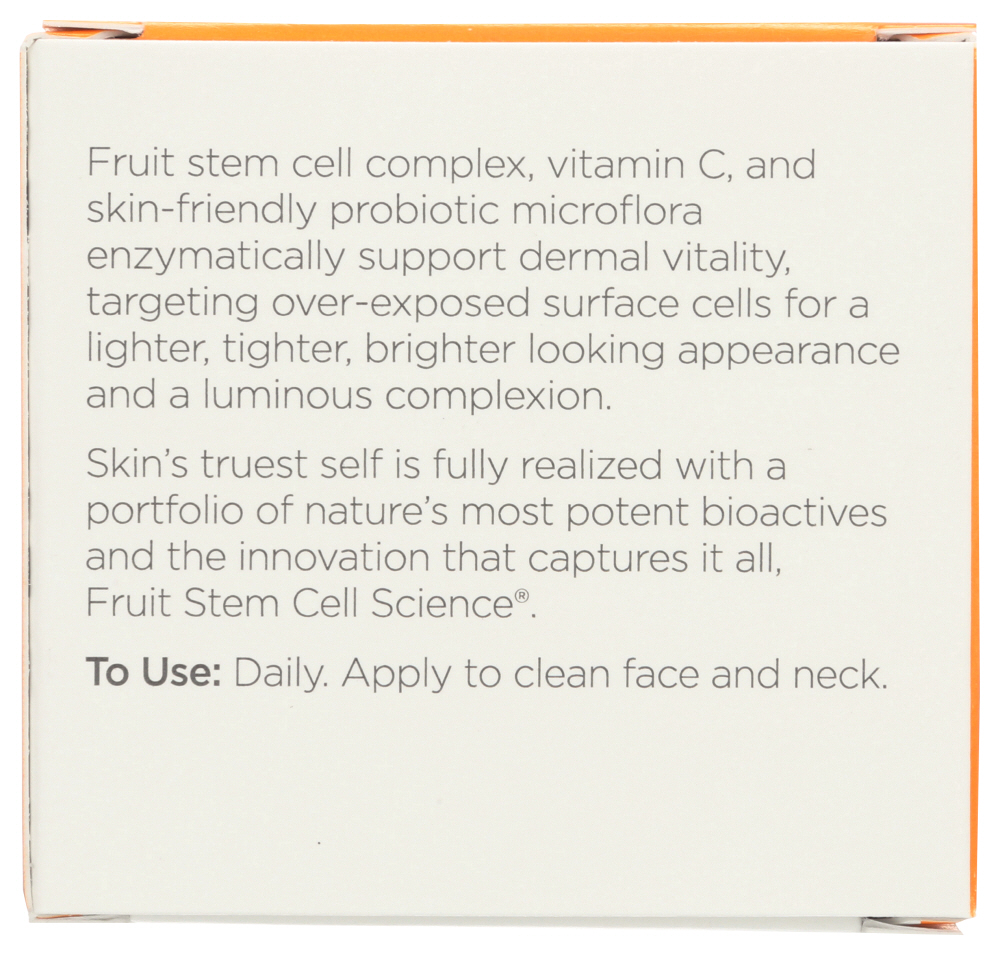 Fruit stem cell complex, vitamin C, and
skin-friendly probiotic microflora
enzymatically support dermal vitality,
targeting over-exposed surface cells for a
lighter, tighter, brighter looking appearance
and a luminous complexion.
Skin’s truest self is fully realized with a
portfolio of nature’s most potent bioactives
and the innovation that captures it all,
Fruit Stem Cell Science®.
To Use: Daily. Apply to clean face and neck.